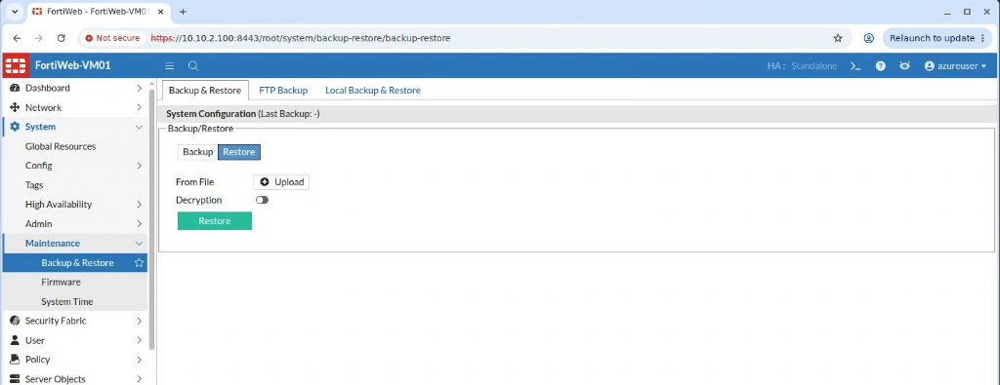 FortiWeb - FortiWeb-VM01
Not secure https://10.10.2.100:8443/root/system/backup-restore/backup-restore Relaunch to update
FortiWeb-VM01 HA: Standalone azureuser
Dashboard
Network
System
Global Resources
Config
Tags
High Availability
Admin
Maintenance
Backup & Restore
Firmware
System Time
Security Fabric
User
Policy
Server Objects
Backup & Restore FTP Backup Local Backup & Restore
System Configuration (Last Backup: -)
Backup/Restore
Backup Restore
From File Upload
Decryption
Restore